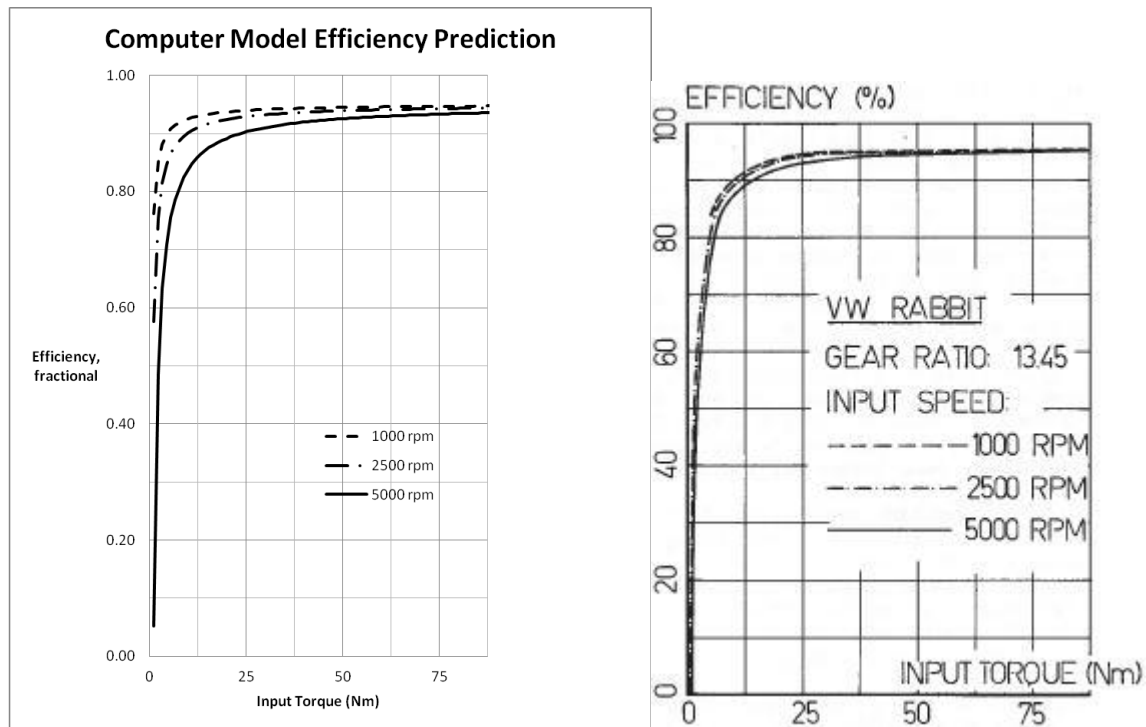 Computer Model Efficiency Prediction
1.00
0.80
0.60
Efficiency,
fractional
0.40
1000 rpm
2500 rpm
5000 rpm
0.20
0.00
0
25
50
75
Input Torque (Nm)
EFFICIENCY (%)
100
80
60
40
20
0
VW RABBIT
GEAR RATIO: 13.45
INPUT SPEED:
1000 RPM
2500 RPM
5000 RPM
INPUT TORQUE (Nm)
0
25
50
75